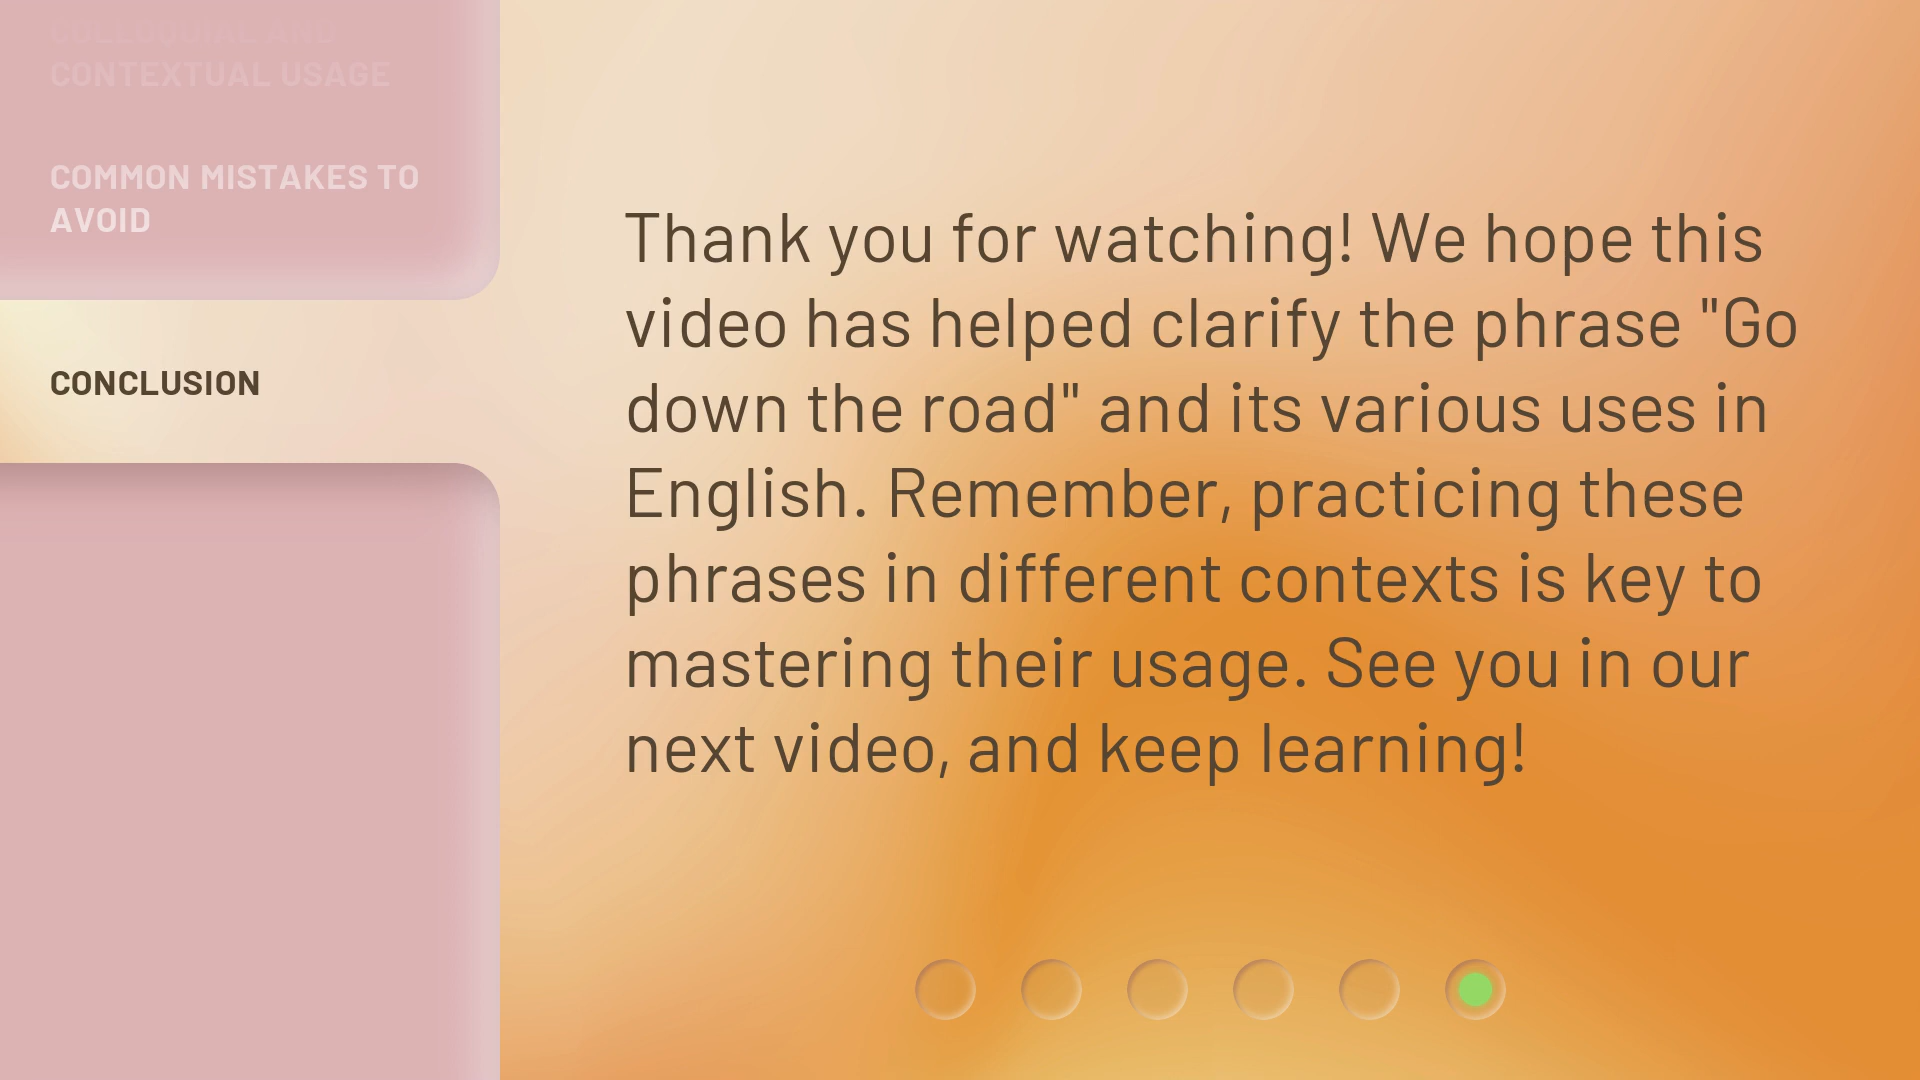 COLLOQUIAL AND
CONTEXTUAL USAGE
COMMON MISTAKES TO
AVOID
CONCLUSION
Thank you for watching! We hope this
video has helped clarify the phrase "Go
down the road" and its various uses in
English. Remember, practicing these
phrases in different contexts is key to
mastering their usage. See you in our
next video, and keep learning!